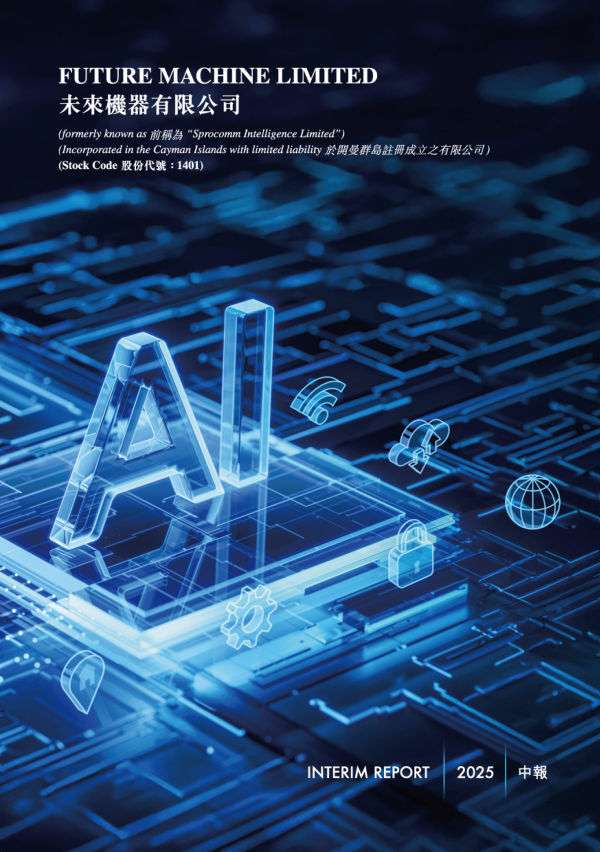 FUTURE MACHINE LIMITED
未來機器有限公司
(formerly known as 前稱為 “Sprocomm Intelligence Limited”)
(Incorporated in the Cayman Islands with limited liability 於開曼群島註冊成立之有限公司)
(Stock Code 股份代號：1401)
AI
INTERIM REPORT 2025 中報